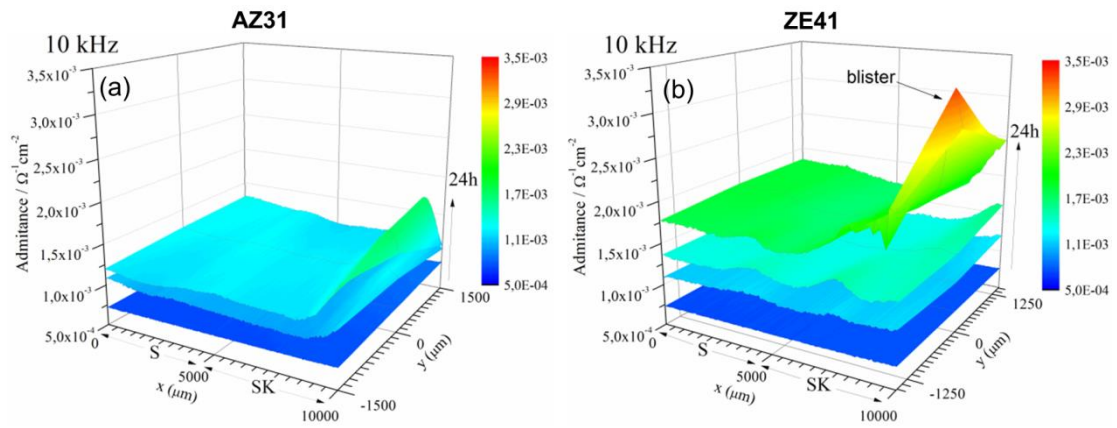 AZ31
10 kHz
(a)
3,5x10⁻³
3,0x10⁻³
2,5x10⁻³
2,0x10⁻³
1,5x10⁻³
1,0x10⁻³
5,0x10⁻⁴
Admitance / Ω⁻¹cm⁻²
3,5E-03
2,9E-03
2,3E-03
1,7E-03
1,1E-03
5,0E-04
24h
0
S
5000
SK
10000
x (μm)
1500
0
-1500
y (μm)
ZE41
10 kHz
(b)
blister
3,5x10⁻³
3,0x10⁻³
2,5x10⁻³
2,0x10⁻³
1,5x10⁻³
1,0x10⁻³
5,0x10⁻⁴
Admitance / Ω⁻¹cm⁻²
3,5E-03
2,9E-03
2,3E-03
1,7E-03
1,1E-03
5,0E-04
24h
0
S
5000
SK
10000
x (μm)
1250
0
-1250
y (μm)